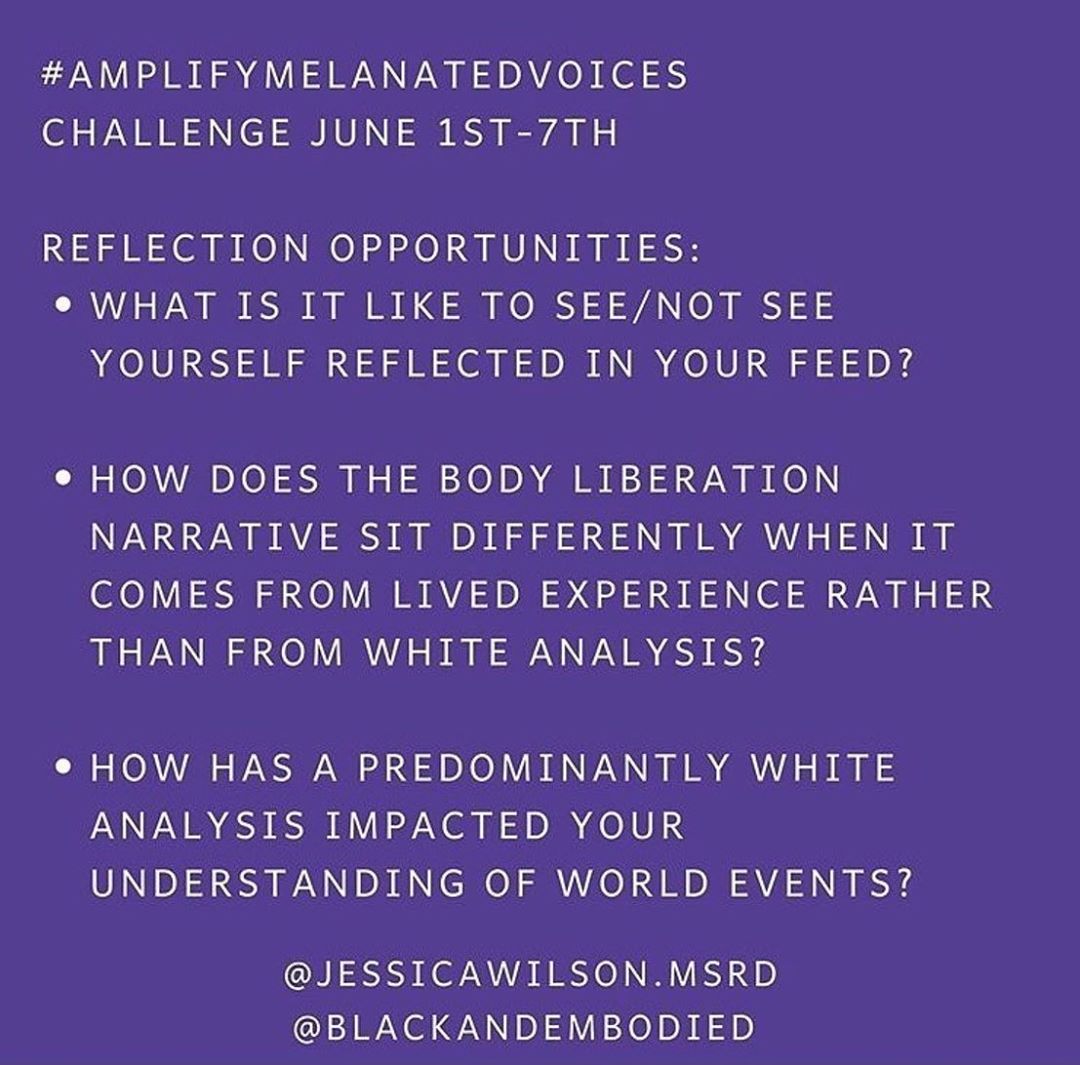 #AMPLIFYMELANATEDVOICES
CHALLENGE JUNE 1ST-7TH
REFLECTION OPPORTUNITIES:
• WHAT IS IT LIKE TO SEE/NOT SEE
YOURSELF REFLECTED IN YOUR FEED?
• HOW DOES THE BODY LIBERATION
NARRATIVE SIT DIFFERENTLY WHEN IT
COMES FROM LIVED EXPERIENCE RATHER
THAN FROM WHITE ANALYSIS?
• HOW HAS A PREDOMINANTLY WHITE
ANALYSIS IMPACTED YOUR
UNDERSTANDING OF WORLD EVENTS?
@JESSICAWILSON.MSRD
@BLACKANDEMBODIED